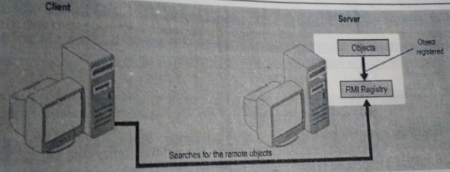 Client
Server
Objects
Object
registered
RMI Registry
Searches for the remote objects